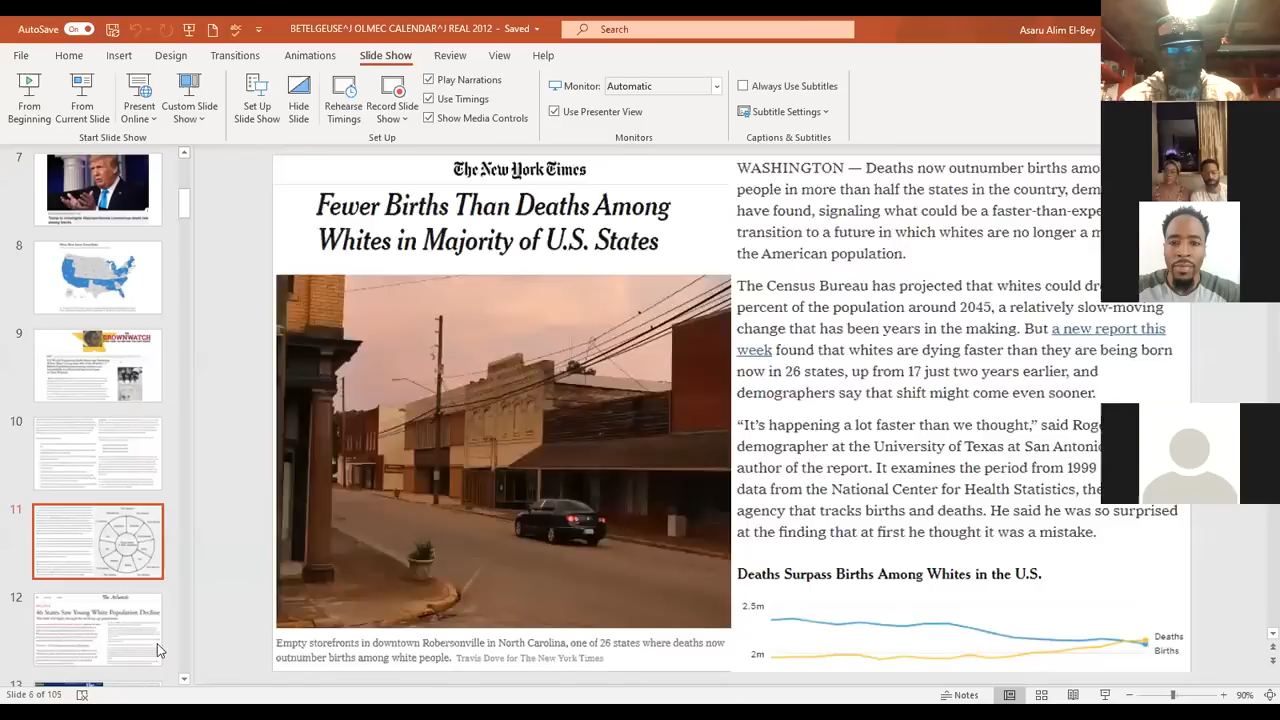 AutoSave
On
BETELGEUSE^J OLMEC CALENDAR^J REAL 2012 - Saved
Search
Asaru Alim El-Bey
File
Home
Insert
Design
Transitions
Animations
Slide Show
Review
View
Help
From Beginning
From Current Slide
Present Online
Custom Slide Show
Start Slide Show
Set Up Slide Show
Hide Slide
Rehearse Timings
Record Slide Show
Play Narrations
Use Timings
Show Media Controls
Set Up
Monitor: Automatic
Use Presenter View
Monitors
Always Use Subtitles
Subtitle Settings
Captions & Subtitles
7
8
9
BROWNWATCH
10
11
12
The Atlantic
46 States Saw Young White Population Decline
13
The New York Times
Fewer Births Than Deaths Among
Whites in Majority of U.S. States
Empty storefronts in downtown Robersonville in North Carolina, one of 26 states where deaths now
outnumber births among white people. Travis Dove for The New York Times
WASHINGTON — Deaths now outnumber births amo
people in more than half the states in the country, dem
have found, signaling what could be a faster-than-expe
transition to a future in which whites are no longer a m
the American population.
The Census Bureau has projected that whites could dr
percent of the population around 2045, a relatively slow-moving
change that has been years in the making. But a new report this
week found that whites are dying faster than they are being born
now in 26 states, up from 17 just two years earlier, and
demographers say that shift might come even sooner.
“It’s happening a lot faster than we thought,” said Rog
demographer at the University of Texas at San Antonio
author of the report. It examines the period from 1999
data from the National Center for Health Statistics, the
agency that tracks births and deaths. He said he was so surprised
at the finding that at first he thought it was a mistake.
Deaths Surpass Births Among Whites in the U.S.
2.5m
2m
Deaths
Births
Slide 6 of 105
Notes
90%